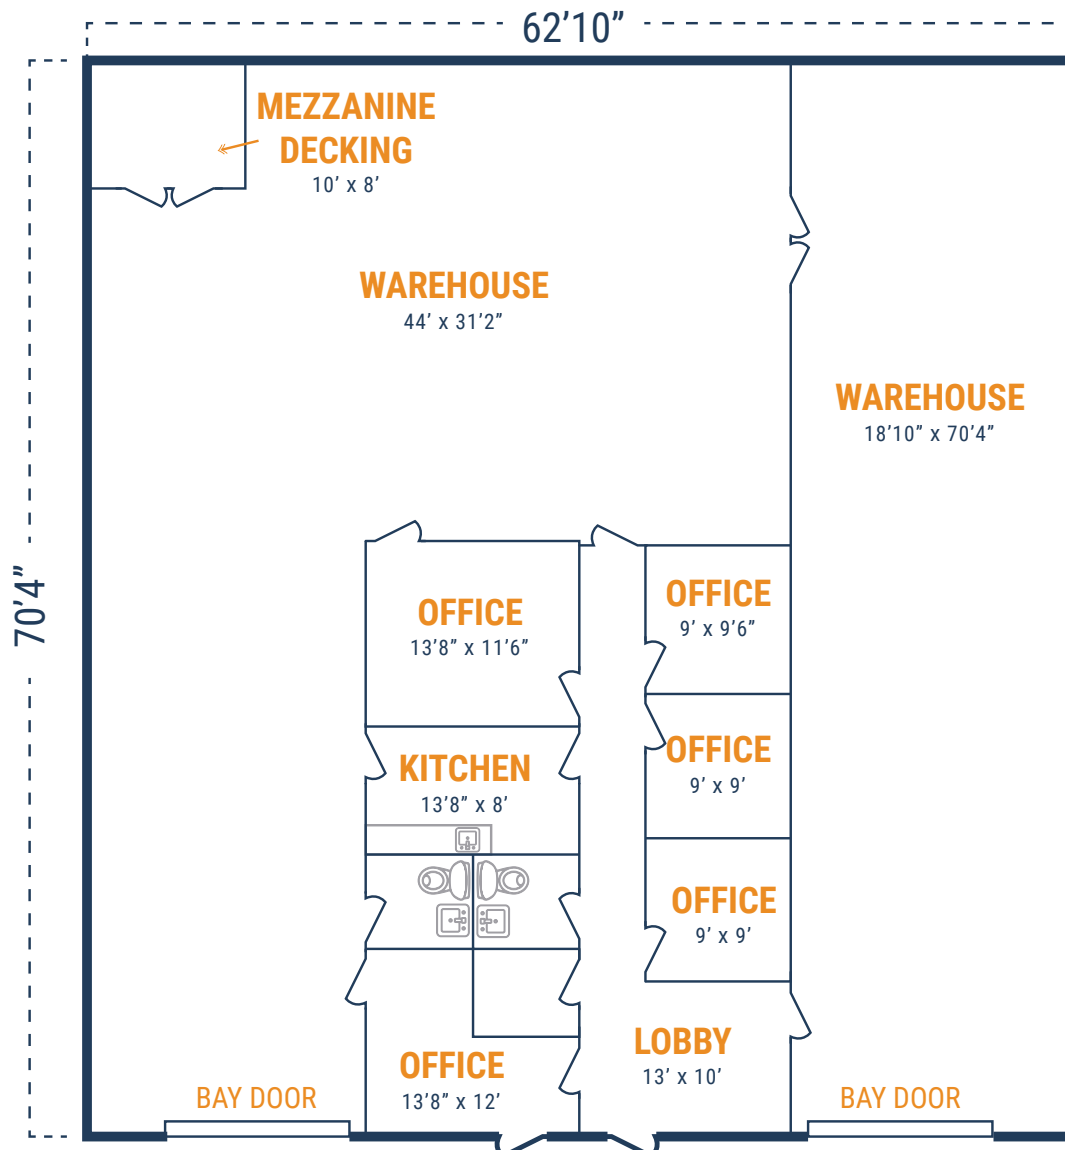 62’10”
MEZZANINE
DECKING
10’ x 8’
WAREHOUSE
44’ x 31’2”
WAREHOUSE
18’10” x 70’4”
70’4”
OFFICE
13’8” x 11’6”
OFFICE
9’ x 9’6”
KITCHEN
13’8” x 8’
OFFICE
9’ x 9’
OFFICE
9’ x 9’
OFFICE
13’8” x 12’
LOBBY
13’ x 10’
BAY DOOR
BAY DOOR